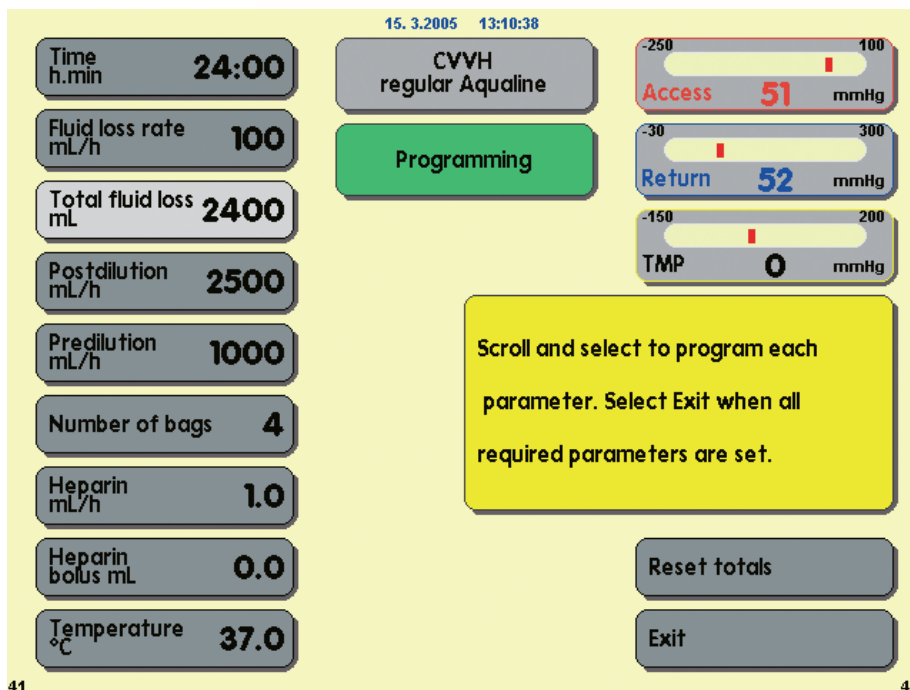 15. 3.2005 13:10:38
Time
h.min 24:00
Fluid loss rate
mL/h 100
Total fluid loss
mL 2400
Postdilution
mL/h 2500
Predilution
mL/h 1000
Number of bags 4
Heparin
mL/h 1.0
Heparin
bolus mL 0.0
Temperature
°C 37.0
CVVH
regular Aqualine
Programming
-250 100
Access 51 mmHg
-30 300
Return 52 mmHg
-150 200
TMP 0 mmHg
Scroll and select to program each
parameter. Select Exit when all
required parameters are set.
Reset totals
Exit
41 4